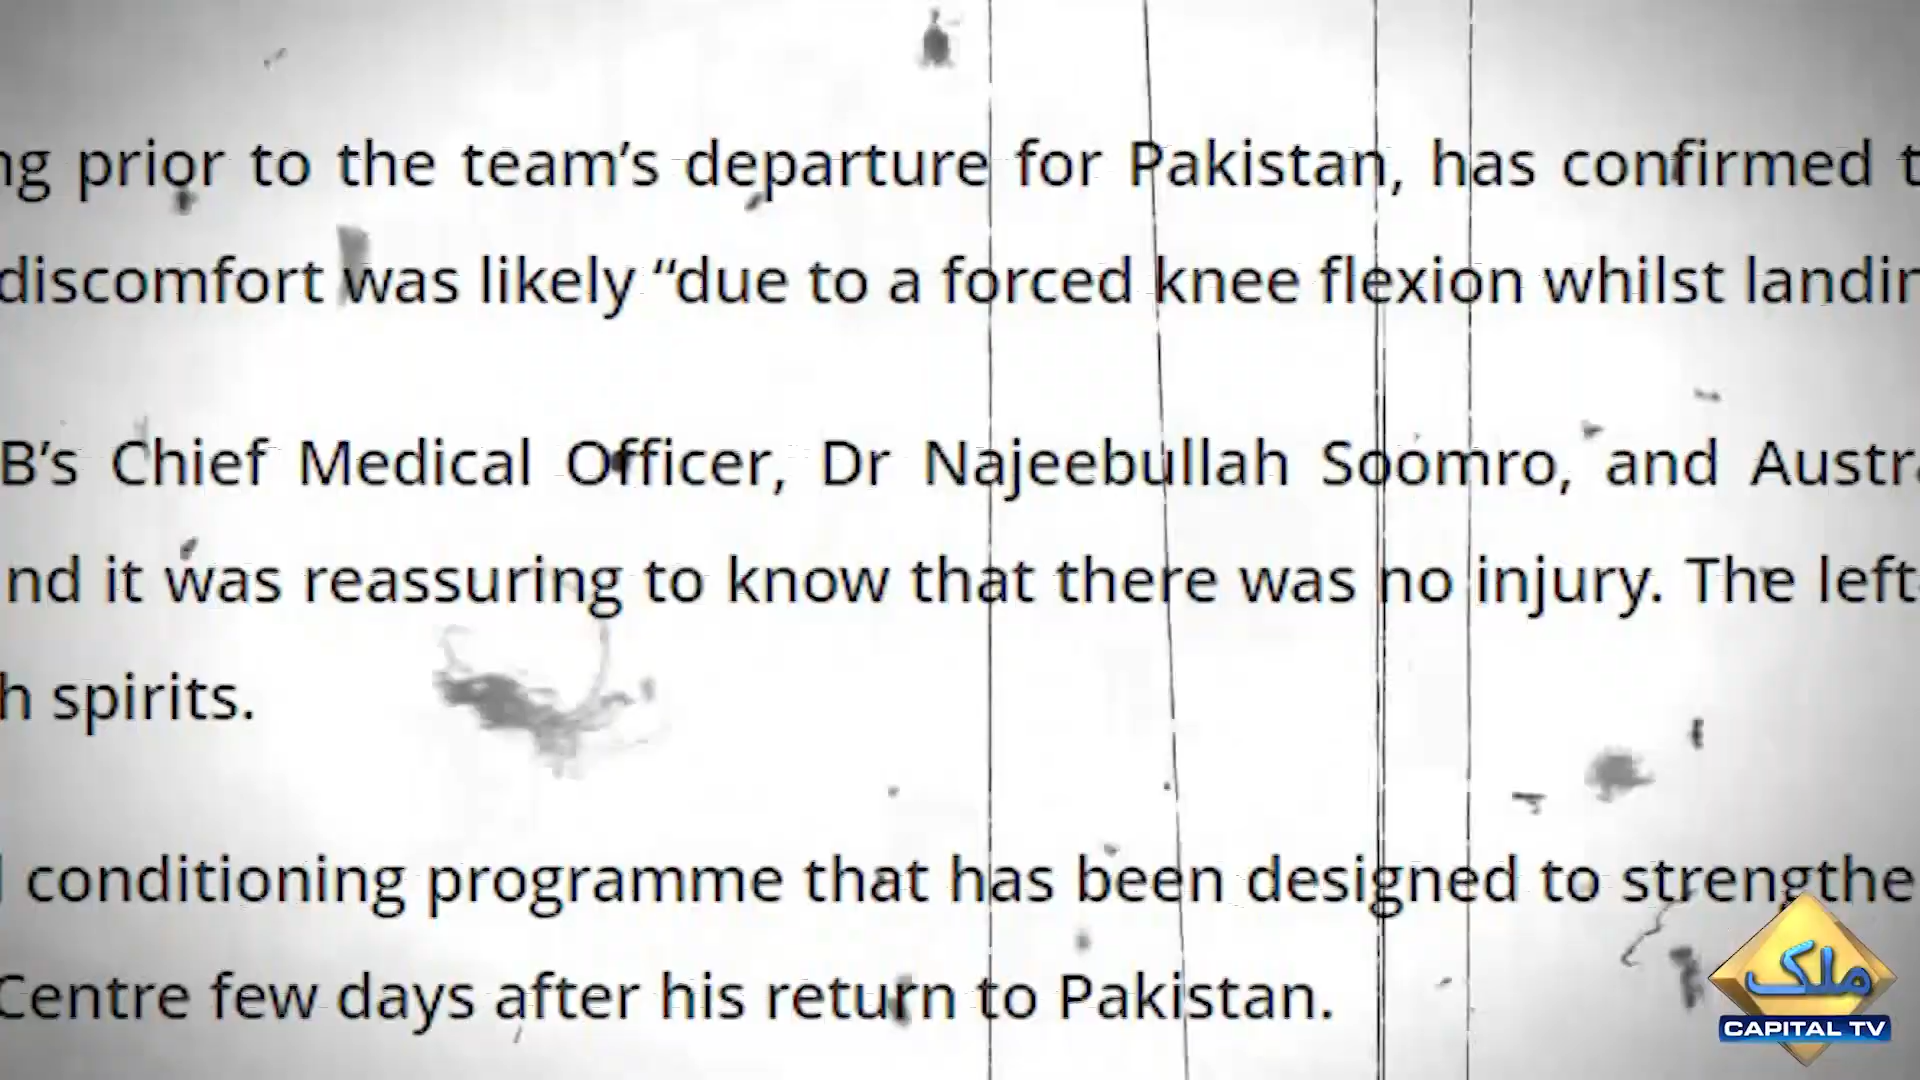 ng prior to the team’s departure for Pakistan, has confirmed t
discomfort was likely “due to a forced knee flexion whilst landin
B’s Chief Medical Officer, Dr Najeebullah Soomro, and Austra
nd it was reassuring to know that there was no injury. The left-
h spirits.
conditioning programme that has been designed to strengthe
Centre few days after his return to Pakistan.
ملک
CAPITAL TV